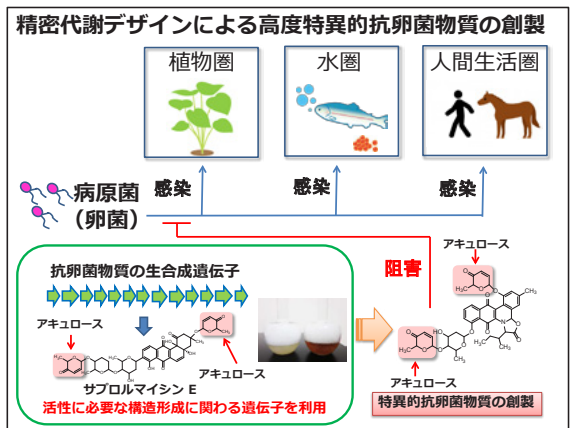 精密代謝デザインによる高度特異的抗卵菌物質の創製
植物圏
水圏
人間生活圏
病原菌
(卵菌)
感染
感染
感染
阻害
アキュロース
抗卵菌物質の生合成遺伝子
アキュロース
アキュロース
サプロルマイシン E
活性に必要な構造形成に関わる遺伝子を利用
アキュロース
特異的抗卵菌物質の創製